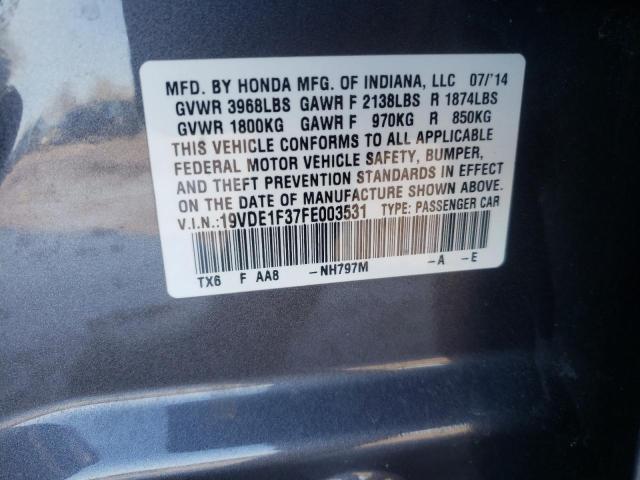 MFD. BY HONDA MFG. OF INDIANA, LLC 07/'14
GVWR 3968LBS GAWR F 2138LBS R 1874LBS
GVWR 1800KG GAWR F 970KG R 850KG
THIS VEHICLE CONFORMS TO ALL APPLICABLE
FEDERAL MOTOR VEHICLE SAFETY, BUMPER,
AND THEFT PREVENTION STANDARDS IN EFFECT
ON THE DATE OF MANUFACTURE SHOWN ABOVE.
V.I.N.:19VDE1F37FE003531 TYPE: PASSENGER CAR
TX6 F AA8 -NH797M -A -E